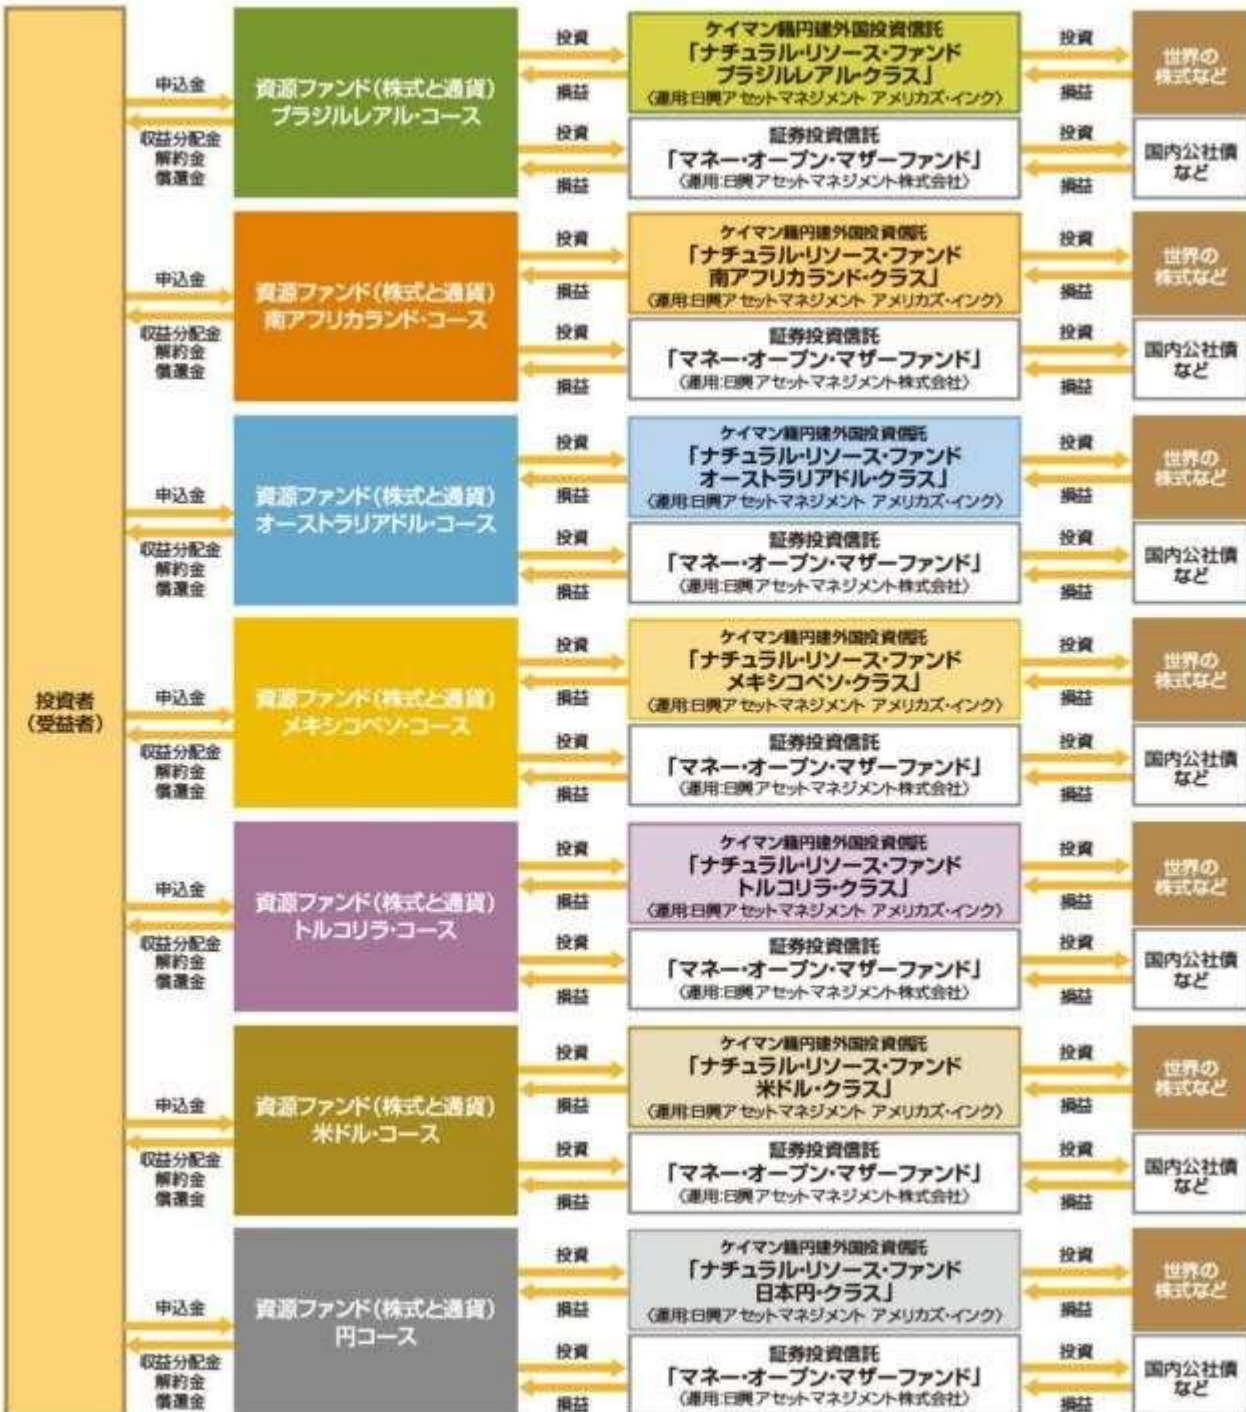 投資者
(受益者)
申込金
収益分配金
解約金
償還金
資源ファンド(株式と通貨)
ブラジルレアル・コース
投資
損益
ケイマン籍円建外国投資信託
「ナチュラル・リソース・ファンド
ブラジルレアル・クラス」
〈運用:日興アセットマネジメント アメリカズ・インク〉
投資
損益
世界の
株式など
投資
損益
証券投資信託
「マネー・オープン・マザーファンド」
〈運用:日興アセットマネジメント株式会社〉
投資
損益
国内公社債
など
申込金
収益分配金
解約金
償還金
資源ファンド(株式と通貨)
南アフリカランド・コース
投資
損益
ケイマン籍円建外国投資信託
「ナチュラル・リソース・ファンド
南アフリカランド・クラス」
〈運用:日興アセットマネジメント アメリカズ・インク〉
投資
損益
世界の
株式など
投資
損益
証券投資信託
「マネー・オープン・マザーファンド」
〈運用:日興アセットマネジメント株式会社〉
投資
損益
国内公社債
など
申込金
収益分配金
解約金
償還金
資源ファンド(株式と通貨)
オーストラリアドル・コース
投資
損益
ケイマン籍円建外国投資信託
「ナチュラル・リソース・ファンド
オーストラリアドル・クラス」
〈運用:日興アセットマネジメント アメリカズ・インク〉
投資
損益
世界の
株式など
投資
損益
証券投資信託
「マネー・オープン・マザーファンド」
〈運用:日興アセットマネジメント株式会社〉
投資
損益
国内公社債
など
申込金
収益分配金
解約金
償還金
資源ファンド(株式と通貨)
メキシコペソ・コース
投資
損益
ケイマン籍円建外国投資信託
「ナチュラル・リソース・ファンド
メキシコペソ・クラス」
〈運用:日興アセットマネジメント アメリカズ・インク〉
投資
損益
世界の
株式など
投資
損益
証券投資信託
「マネー・オープン・マザーファンド」
〈運用:日興アセットマネジメント株式会社〉
投資
損益
国内公社債
など
申込金
収益分配金
解約金
償還金
資源ファンド(株式と通貨)
トルコリラ・コース
投資
損益
ケイマン籍円建外国投資信託
「ナチュラル・リソース・ファンド
トルコリラ・クラス」
〈運用:日興アセットマネジメント アメリカズ・インク〉
投資
損益
世界の
株式など
投資
損益
証券投資信託
「マネー・オープン・マザーファンド」
〈運用:日興アセットマネジメント株式会社〉
投資
損益
国内公社債
など
申込金
収益分配金
解約金
償還金
資源ファンド(株式と通貨)
米ドル・コース
投資
損益
ケイマン籍円建外国投資信託
「ナチュラル・リソース・ファンド
米ドル・クラス」
〈運用:日興アセットマネジメント アメリカズ・インク〉
投資
損益
世界の
株式など
投資
損益
証券投資信託
「マネー・オープン・マザーファンド」
〈運用:日興アセットマネジメント株式会社〉
投資
損益
国内公社債
など
申込金
収益分配金
解約金
償還金
資源ファンド(株式と通貨)
円コース
投資
損益
ケイマン籍円建外国投資信託
「ナチュラル・リソース・ファンド
日本円・クラス」
〈運用:日興アセットマネジメント アメリカズ・インク〉
投資
損益
世界の
株式など
投資
損益
証券投資信託
「マネー・オープン・マザーファンド」
〈運用:日興アセットマネジメント株式会社〉
投資
損益
国内公社債
など